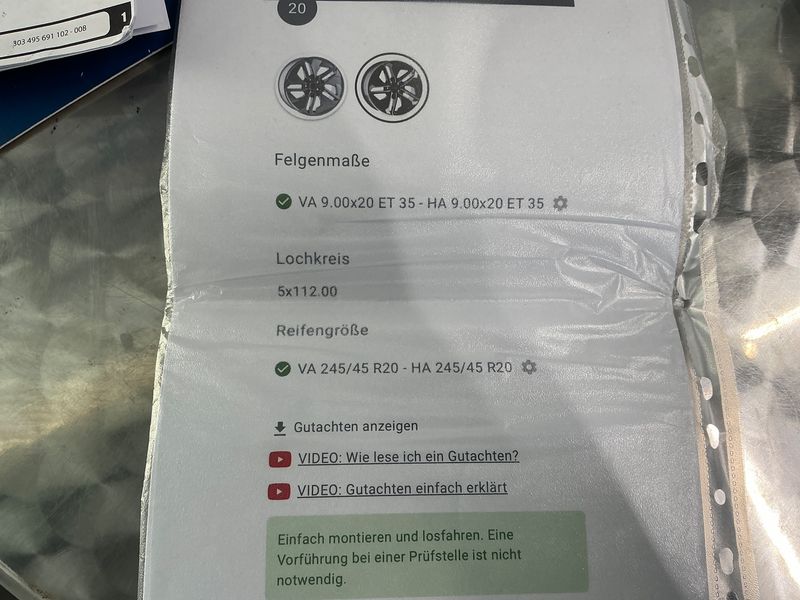 303 495 691 102 - 008
1
20
Felgenmaße
VA 9.00x20 ET 35 - HA 9.00x20 ET 35
Lochkreis
5x112.00
Reifengröße
VA 245/45 R20 - HA 245/45 R20
Gutachten anzeigen
VIDEO: Wie lese ich ein Gutachten?
VIDEO: Gutachten einfach erklärt
Einfach montieren und losfahren. Eine
Vorführung bei einer Prüfstelle ist nicht
notwendig.